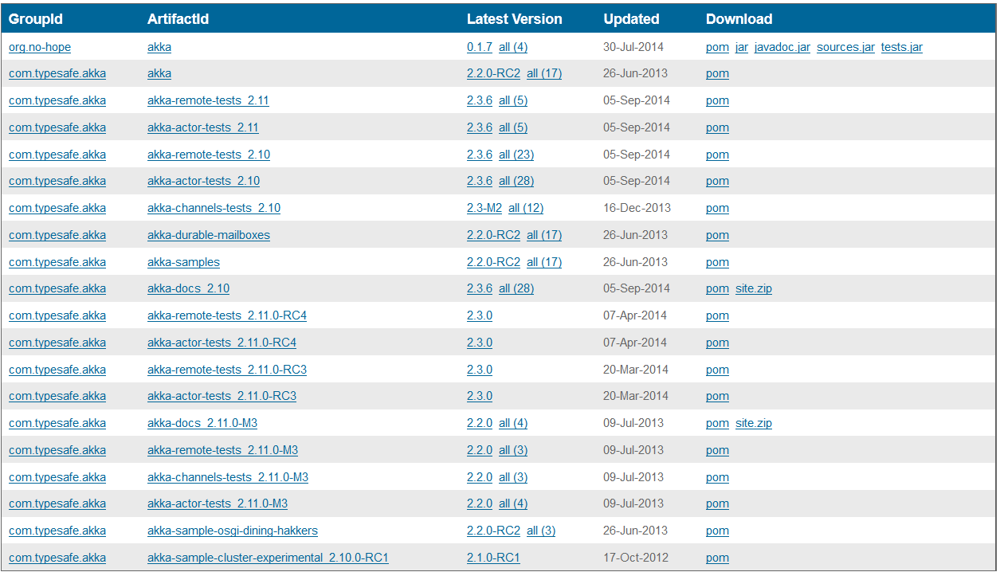 GroupId ArtifactId Latest Version Updated Download
org.no-hope akka 0.1.7 all (4) 30-Jul-2014 pom jar javadoc.jar sources.jar tests.jar
com.typesafe.akka akka 2.2.0-RC2 all (17) 26-Jun-2013 pom
com.typesafe.akka akka-remote-tests_2.11 2.3.6 all (5) 05-Sep-2014 pom
com.typesafe.akka akka-actor-tests_2.11 2.3.6 all (5) 05-Sep-2014 pom
com.typesafe.akka akka-remote-tests_2.10 2.3.6 all (23) 05-Sep-2014 pom
com.typesafe.akka akka-actor-tests_2.10 2.3.6 all (28) 05-Sep-2014 pom
com.typesafe.akka akka-channels-tests_2.10 2.3-M2 all (12) 16-Dec-2013 pom
com.typesafe.akka akka-durable-mailboxes 2.2.0-RC2 all (17) 26-Jun-2013 pom
com.typesafe.akka akka-samples 2.2.0-RC2 all (17) 26-Jun-2013 pom
com.typesafe.akka akka-docs_2.10 2.3.6 all (28) 05-Sep-2014 pom site.zip
com.typesafe.akka akka-remote-tests_2.11.0-RC4 2.3.0 07-Apr-2014 pom
com.typesafe.akka akka-actor-tests_2.11.0-RC4 2.3.0 07-Apr-2014 pom
com.typesafe.akka akka-remote-tests_2.11.0-RC3 2.3.0 20-Mar-2014 pom
com.typesafe.akka akka-actor-tests_2.11.0-RC3 2.3.0 20-Mar-2014 pom
com.typesafe.akka akka-docs_2.11.0-M3 2.2.0 all (4) 09-Jul-2013 pom site.zip
com.typesafe.akka akka-remote-tests_2.11.0-M3 2.2.0 all (3) 09-Jul-2013 pom
com.typesafe.akka akka-channels-tests_2.11.0-M3 2.2.0 all (3) 09-Jul-2013 pom
com.typesafe.akka akka-actor-tests_2.11.0-M3 2.2.0 all (4) 09-Jul-2013 pom
com.typesafe.akka akka-sample-osgi-dining-hakkers 2.2.0-RC2 all (3) 26-Jun-2013 pom
com.typesafe.akka akka-sample-cluster-experimental_2.10.0-RC1 2.1.0-RC1 17-Oct-2012 pom